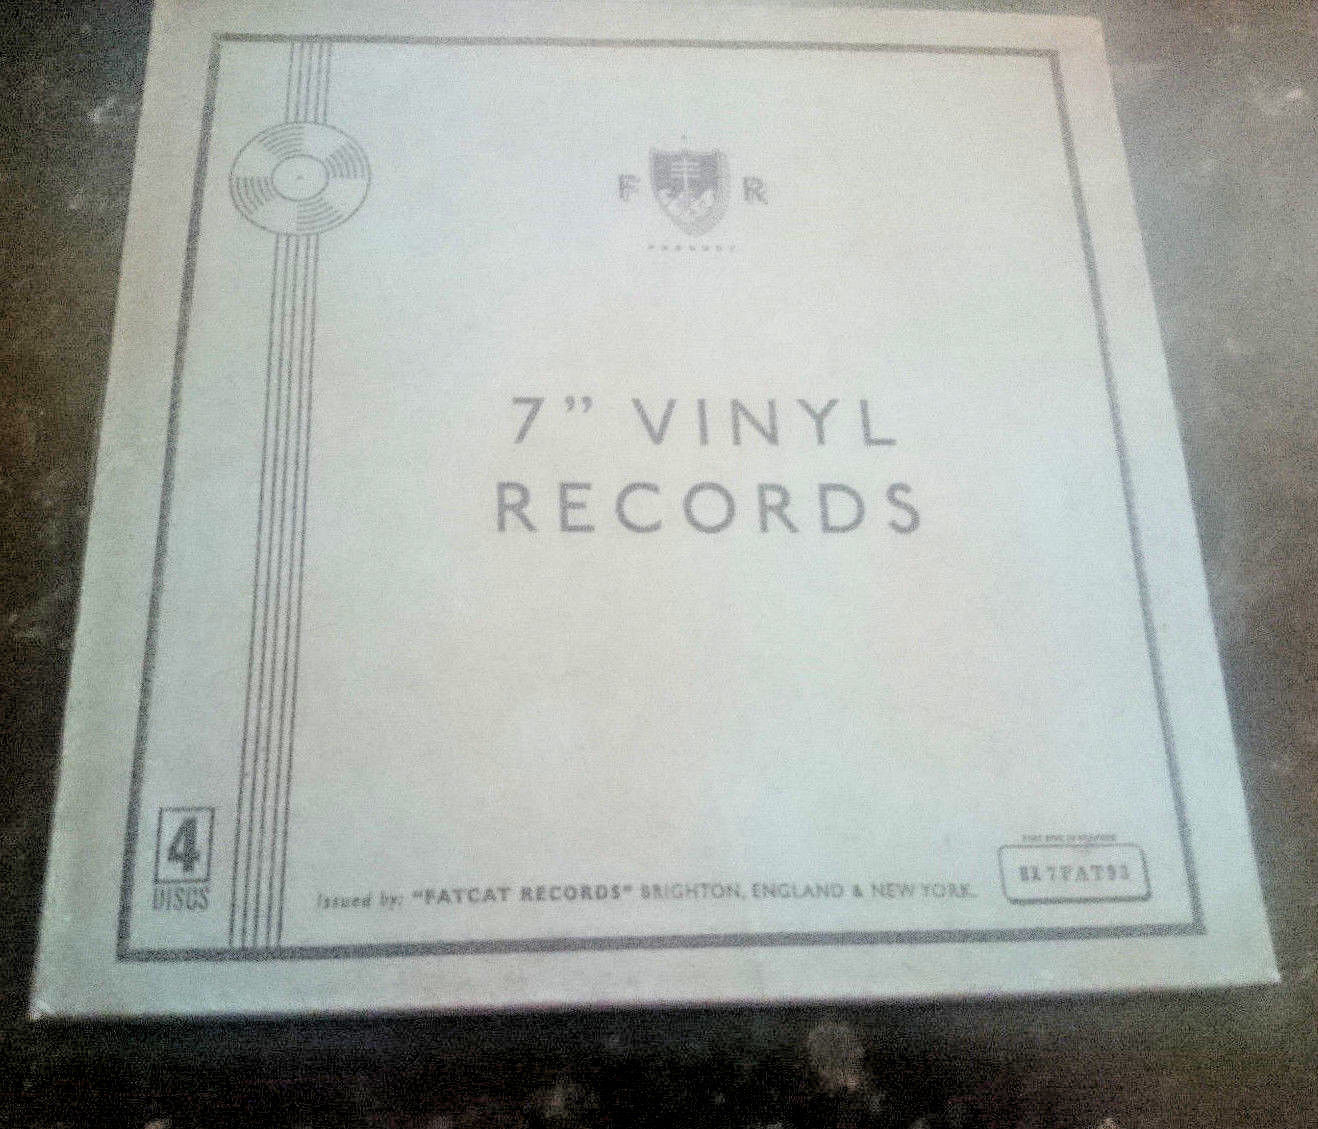 F R
7” VINYL
RECORDS
4
DISCS
Issued by: "FATCAT RECORDS" BRIGHTON, ENGLAND & NEW YORK.